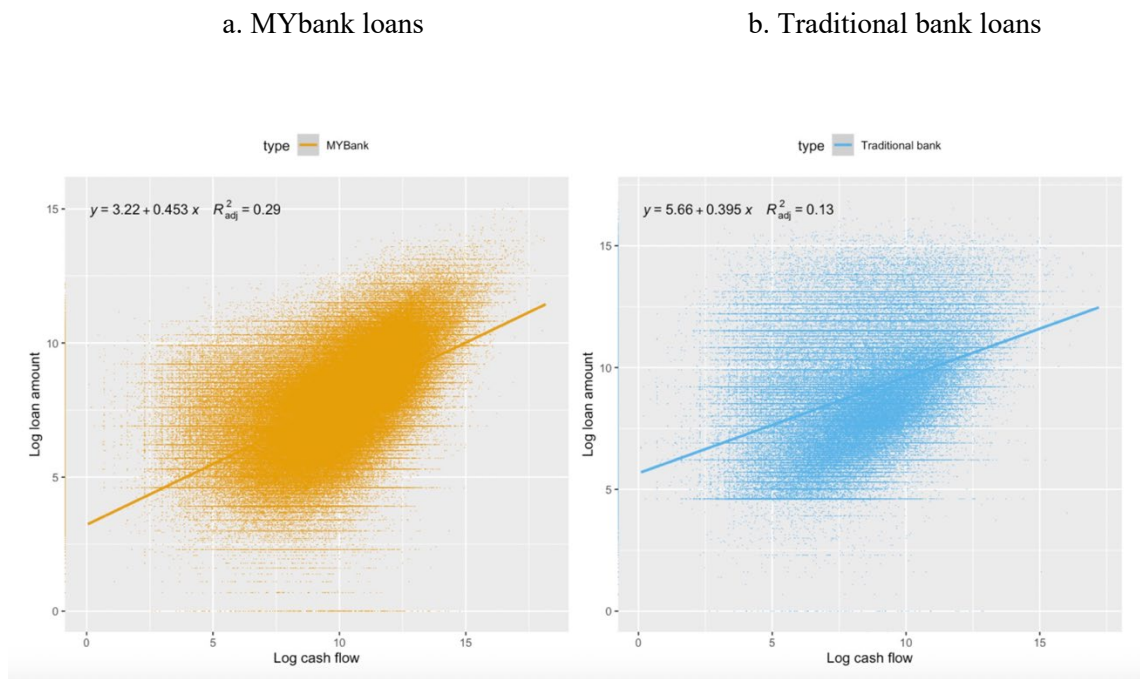 a. MYbank loans
b. Traditional bank loans
type MYBank
y = 3.22 + 0.453 x R²adj = 0.29
15
10
5
0
Log loan amount
0 5 10 15
Log cash flow
type Traditional bank
y = 5.66 + 0.395 x R²adj = 0.13
15
10
5
0
Log loan amount
0 5 10 15
Log cash flow